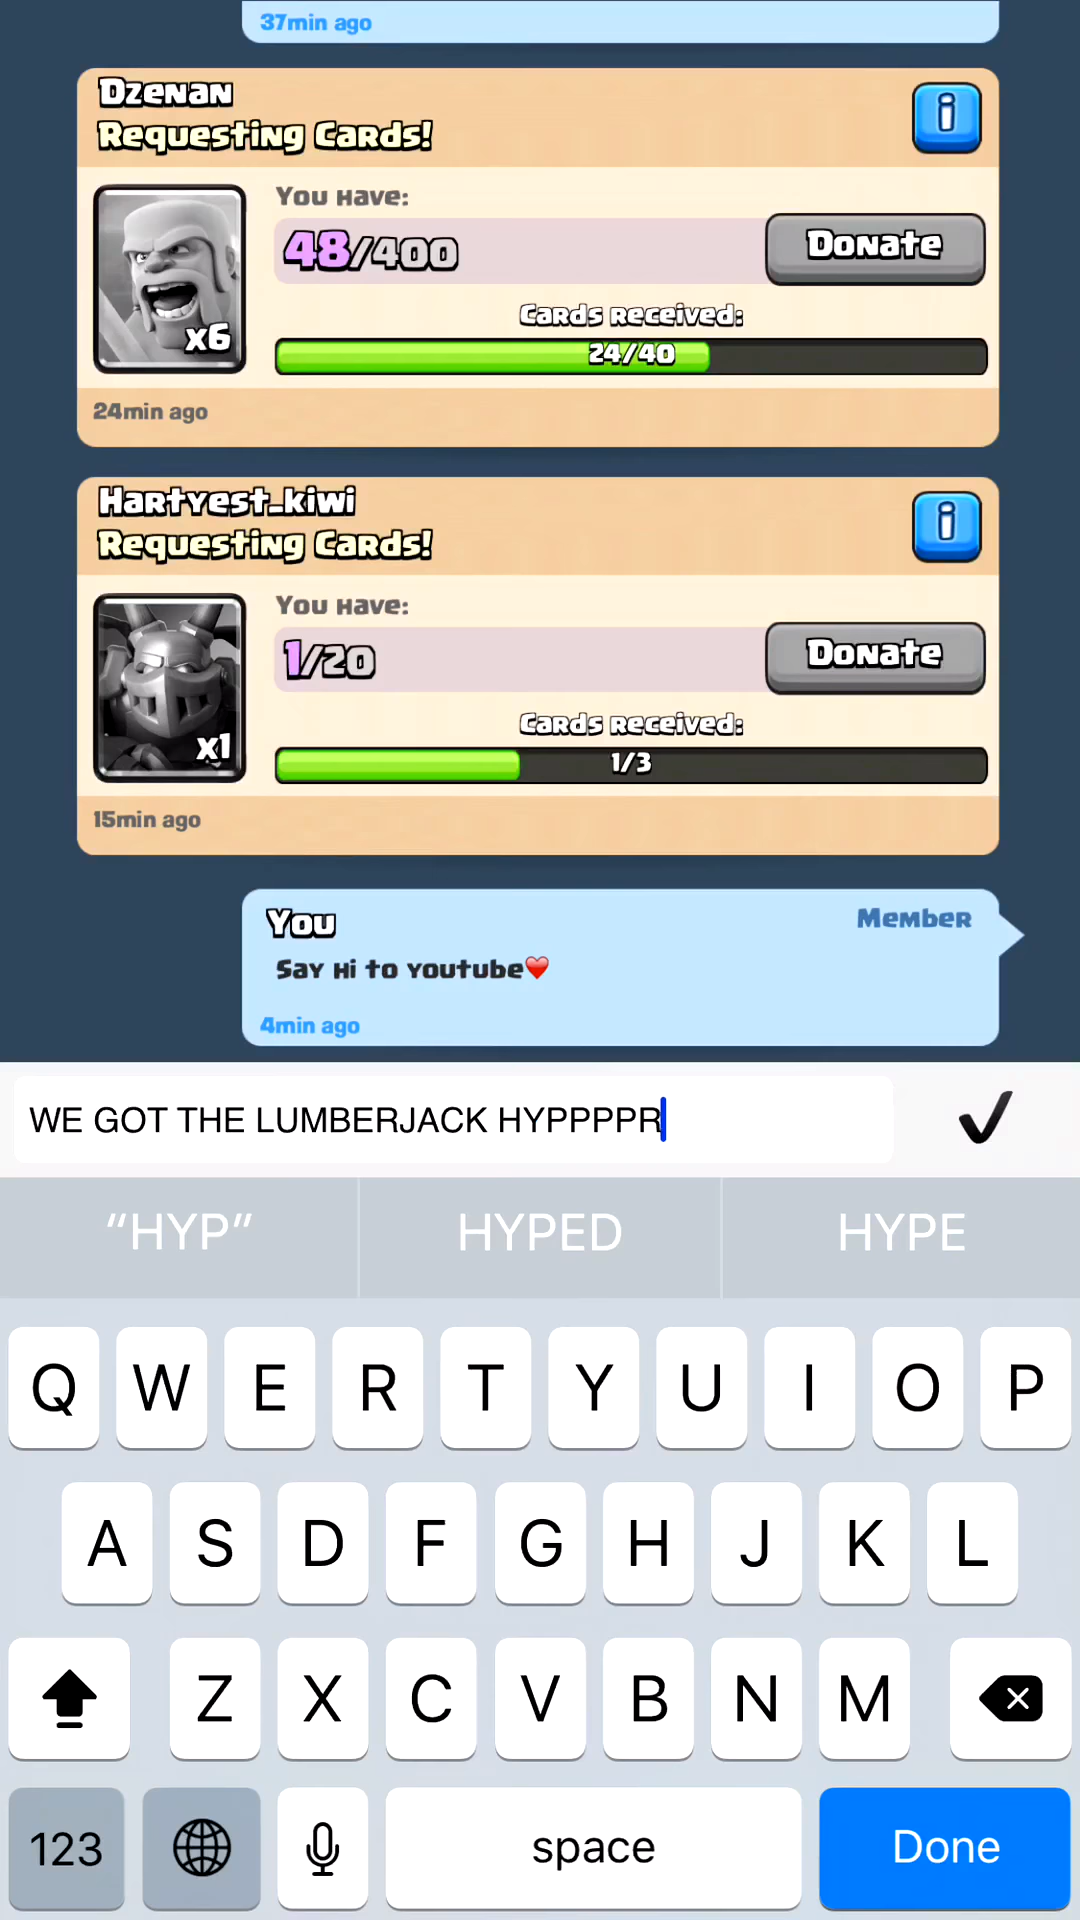 37min ago
Dzenan
Requesting Cards!
i
You have:
48/400
Donate
x6
Cards received:
24/40
24min ago
Hartyest_kiwi
Requesting Cards!
i
You have:
1/20
Donate
x1
Cards received:
1/3
15min ago
You
Member
Say hi to youtube❤️
4min ago
WE GOT THE LUMBERJACK HYPPPPR
“HYP” HYPED HYPE
Q W E R T Y U I O P
A S D F G H J K L
Z X C V B N M
123 space Done